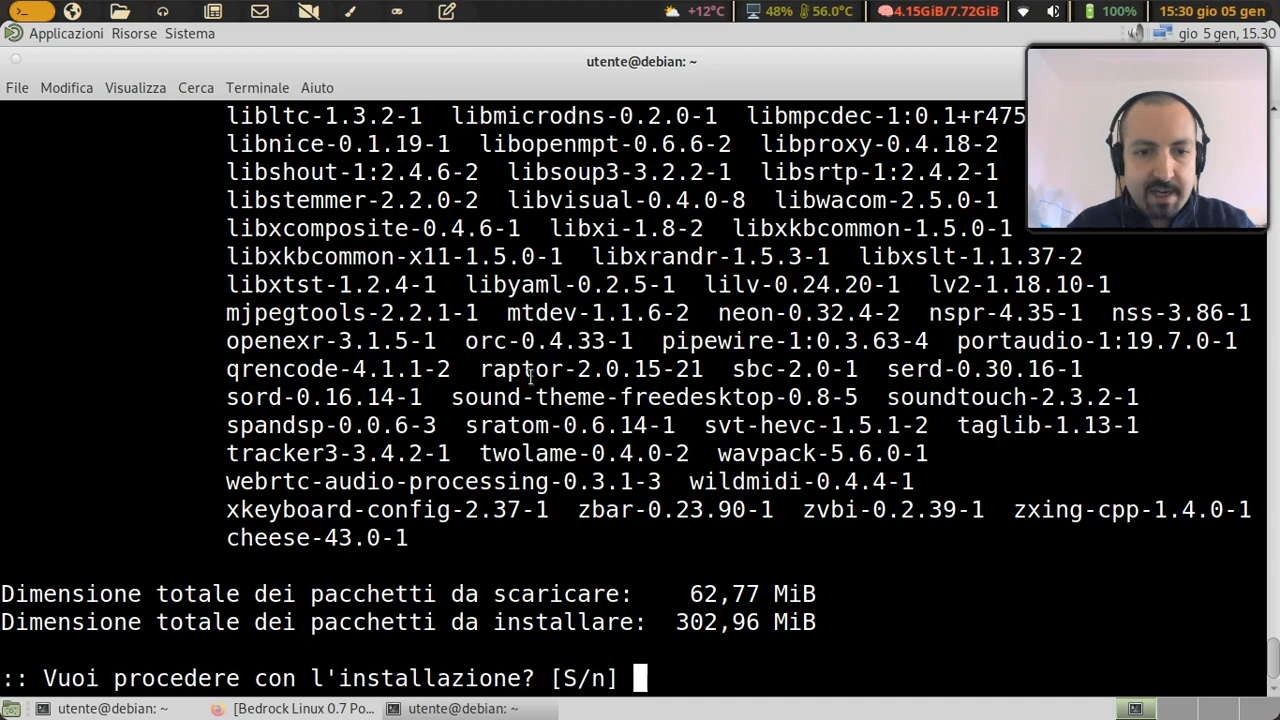 +12°C 48% 56.0°C 4.15GiB/7.72GiB 100% 15:30 gio 05 gen
Applicazioni Risorse Sistema gio 5 gen, 15.30
utente@debian: ~
File Modifica Visualizza Cerca Terminale Aiuto
libltc-1.3.2-1 libmicrodns-0.2.0-1 libmpcdec-1:0.1+r475
libnice-0.1.19-1 libopenmpt-0.6.6-2 libproxy-0.4.18-2
libshout-1:2.4.6-2 libsoup3-3.2.2-1 libsrtp-1:2.4.2-1
libstemmer-2.2.0-2 libvisual-0.4.0-8 libwacom-2.5.0-1
libxcomposite-0.4.6-1 libxi-1.8-2 libxkbcommon-1.5.0-1
libxkbcommon-x11-1.5.0-1 libxrandr-1.5.3-1 libxslt-1.1.37-2
libxtst-1.2.4-1 libyaml-0.2.5-1 lilv-0.24.20-1 lv2-1.18.10-1
mjpegtools-2.2.1-1 mtdev-1.1.6-2 neon-0.32.4-2 nspr-4.35-1 nss-3.86-1
openexr-3.1.5-1 orc-0.4.33-1 pipewire-1:0.3.63-4 portaudio-1:19.7.0-1
qrencode-4.1.1-2 raptor-2.0.15-21 sbc-2.0-1 serd-0.30.16-1
sord-0.16.14-1 sound-theme-freedesktop-0.8-5 soundtouch-2.3.2-1
spandsp-0.0.6-3 sratom-0.6.14-1 svt-hevc-1.5.1-2 taglib-1.13-1
tracker3-3.4.2-1 twolame-0.4.0-2 wavpack-5.6.0-1
webrtc-audio-processing-0.3.1-3 wildmidi-0.4.4-1
xkeyboard-config-2.37-1 zbar-0.23.90-1 zvbi-0.2.39-1 zxing-cpp-1.4.0-1
cheese-43.0-1
Dimensione totale dei pacchetti da scaricare: 62,77 MiB
Dimensione totale dei pacchetti da installare: 302,96 MiB
:: Vuoi procedere con l'installazione? [S/n]
utente@debian: ~ [Bedrock Linux 0.7 Po... utente@debian: ~